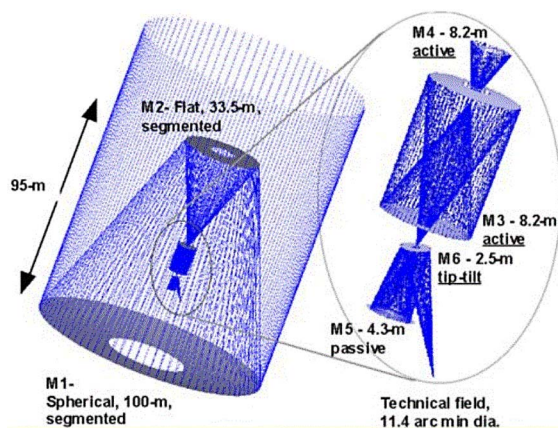 M4 - 8.2-m
active
M2- Flat, 33.5-m,
segmented
95-m
M3 - 8.2-m
active
M6 - 2.5-m
tip-tilt
M5 - 4.3-m
passive
M1-
Spherical, 100-m,
segmented
Technical field,
11.4 arc min dia.